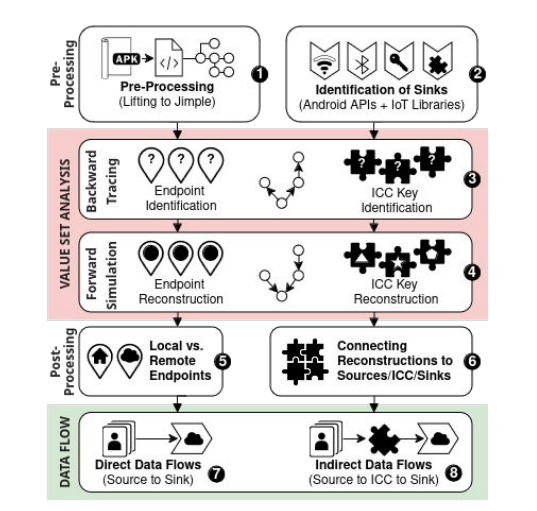 Pre-
Processing
APK
</>
1
Pre-Processing
(Lifting to Jimple)
2
Identification of Sinks
(Android APIs + IoT Libraries)
VALUE SET ANALYSIS
Backward
Tracing
? ? ?
Endpoint
Identification
? ? ?
ICC Key
Identification
3
Forward
Simulation
Endpoint
Reconstruction
ICC Key
Reconstruction
4
Post-
Processing
Local vs.
Remote
Endpoints
5
Connecting
Reconstructions to
Sources/ICC/Sinks
6
DATA FLOW
Direct Data Flows
(Source to Sink)
7
Indirect Data Flows
(Source to ICC to Sink)
8